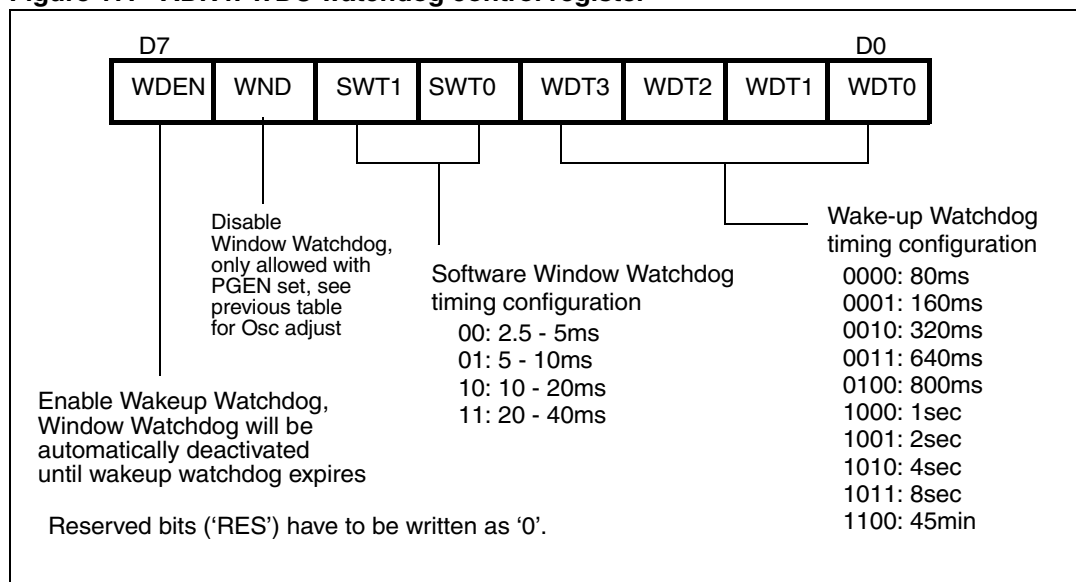 D7 D0
WDEN WND SWT1 SWT0 WDT3 WDT2 WDT1 WDT0
Disable
Window Watchdog,
only allowed with
PGEN set, see
previous table
for Osc adjust
Software Window Watchdog
timing configuration
00: 2.5 - 5ms
01: 5 - 10ms
10: 10 - 20ms
11: 20 - 40ms
Wake-up Watchdog
timing configuration
0000: 80ms
0001: 160ms
0010: 320ms
0011: 640ms
0100: 800ms
1000: 1sec
1001: 2sec
1010: 4sec
1011: 8sec
1100: 45min
Enable Wakeup Watchdog,
Window Watchdog will be
automatically deactivated
until wakeup watchdog expires
Reserved bits (‘RES’) have to be written as ‘0’.